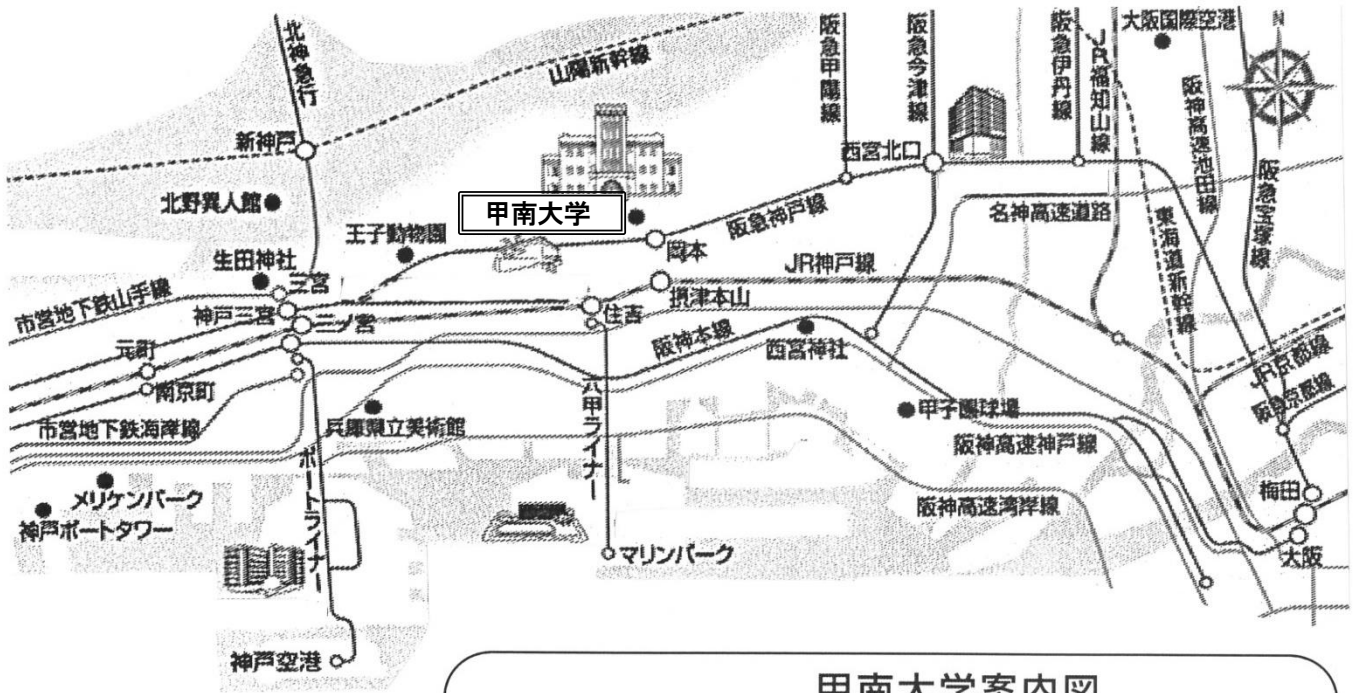 北神急行
山陽新幹線
新神戸
北野異人館
甲南大学
王子動物園
生田神社
三宮
市営地下鉄山手線
神戸三宮
三ノ宮
元町
南京町
市営地下鉄海岸線
兵庫県立美術館
メリケンパーク
神戸ポートタワー
ポートライナー
神戸空港
六甲ライナー
マリンパーク
住吉
岡本
摂津本山
阪急神戸線
JR神戸線
阪神本線
西宮神社
阪急甲陽線
阪急今津線
西宮北口
阪急伊丹線
JR福知山線
大阪国際空港
N
阪神高速池田線
阪急宝塚線
名神高速道路
東海道新幹線
JR京都線
阪急京都線
甲子園球場
阪神高速神戸線
阪神高速湾岸線
梅田
大阪
甲南大学案内図